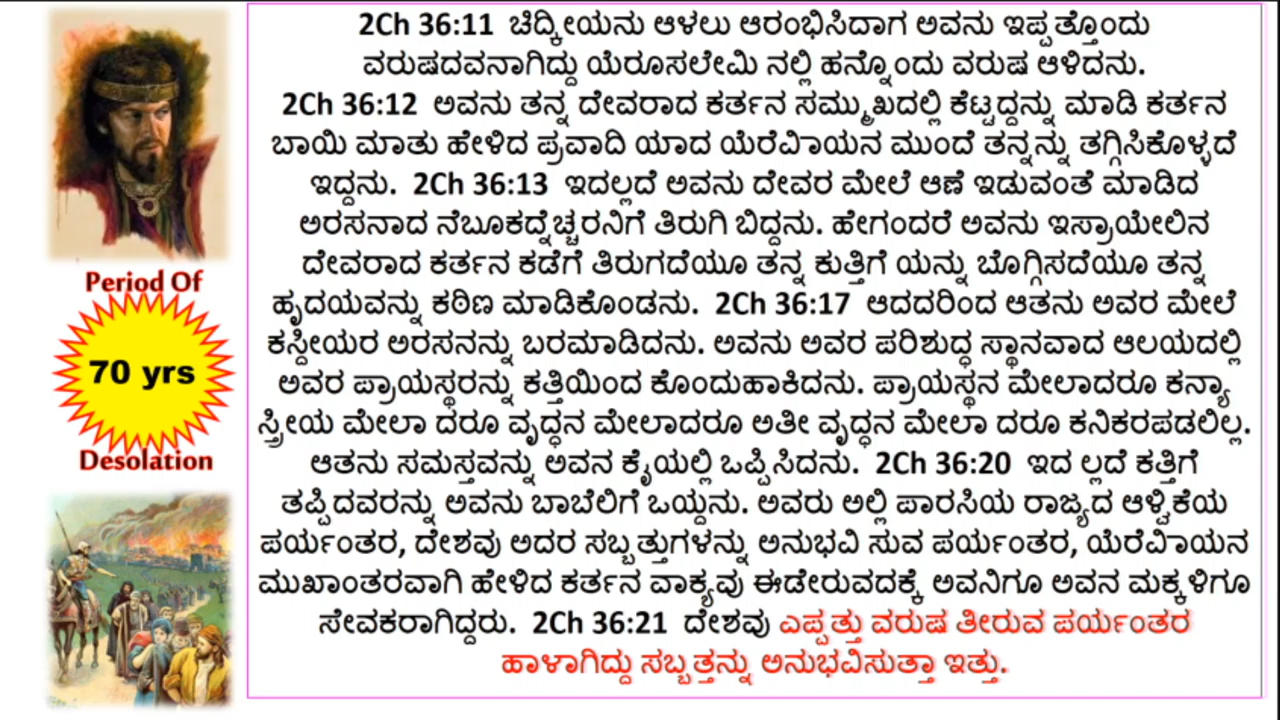 Period Of
70 yrs
Desolation
2Ch 36:11 ಚಿದ್ಕೀಯನು ಆಳಲು ಆರಂಭಿಸಿದಾಗ ಅವನು ಇಪ್ಪತ್ತೊಂದು
ವರುಷದವನಾಗಿದ್ದು ಯೆರೂಸಲೇಮಿ ನಲ್ಲಿ ಹನ್ನೊಂದು ವರುಷ ಆಳಿದನು.
2Ch 36:12 ಅವನು ತನ್ನ ದೇವರಾದ ಕರ್ತನ ಸಮ್ಮುಖದಲ್ಲಿ ಕೆಟ್ಟದ್ದನ್ನು ಮಾಡಿ ಕರ್ತನ
ಬಾಯಿ ಮಾತು ಹೇಳಿದ ಪ್ರವಾದಿ ಯಾದ ಯೆರೆವಿಾಯನ ಮುಂದೆ ತನ್ನನ್ನು ತಗ್ಗಿಸಿಕೊಳ್ಳದೆ
ಇದ್ದನು. 2Ch 36:13 ಇದಲ್ಲದೆ ಅವನು ದೇವರ ಮೇಲೆ ಆಣೆ ಇಡುವಂತೆ ಮಾಡಿದ
ಅರಸನಾದ ನೆಬೂಕದ್ನೆಚ್ಚರನಿಗೆ ತಿರುಗಿ ಬಿದ್ದನು. ಹೇಗಂದರೆ ಅವನು ಇಸ್ರಾಯೇಲಿನ
ದೇವರಾದ ಕರ್ತನ ಕಡೆಗೆ ತಿರುಗದೆಯೂ ತನ್ನ ಕುತ್ತಿಗೆ ಯನ್ನು ಬೊಗ್ಗಿಸದೆಯೂ ತನ್ನ
ಹೃದಯವನ್ನು ಕಠಿಣ ಮಾಡಿಕೊಂಡನು. 2Ch 36:17 ಆದದರಿಂದ ಆತನು ಅವರ ಮೇಲೆ
ಕಸ್ದೀಯರ ಅರಸನನ್ನು ಬರಮಾಡಿದನು. ಅವನು ಅವರ ಪರಿಶುದ್ಧ ಸ್ಥಾನವಾದ ಆಲಯದಲ್ಲಿ
ಅವರ ಪ್ರಾಯಸ್ಥರನ್ನು ಕತ್ತಿಯಿಂದ ಕೊಂದುಹಾಕಿದನು. ಪ್ರಾಯಸ್ಥನ ಮೇಲಾದರೂ ಕನ್ಯಾ
ಸ್ತ್ರೀಯ ಮೇಲಾ ದರೂ ವೃದ್ಧನ ಮೇಲಾದರೂ ಅತೀ ವೃದ್ಧನ ಮೇಲಾ ದರೂ ಕನಿಕರಪಡಲಿಲ್ಲ.
ಆತನು ಸಮಸ್ತವನ್ನು ಅವನ ಕೈಯಲ್ಲಿ ಒಪ್ಪಿಸಿದನು. 2Ch 36:20 ಇದ ಲ್ಲದೆ ಕತ್ತಿಗೆ
ತಪ್ಪಿದವರನ್ನು ಅವನು ಬಾಬೆಲಿಗೆ ಒಯ್ದನು. ಅವರು ಅಲ್ಲಿ ಪಾರಸಿಯ ರಾಜ್ಯದ ಆಳ್ವಿಕೆಯ
ಪರ್ಯಂತರ, ದೇಶವು ಅದರ ಸಬ್ಬತ್ತುಗಳನ್ನು ಅನುಭವಿ ಸುವ ಪರ್ಯಂತರ, ಯೆರೆವಿಾಯನ
ಮುಖಾಂತರವಾಗಿ ಹೇಳಿದ ಕರ್ತನ ವಾಕ್ಯವು ಈಡೇರುವದಕ್ಕೆ ಅವನಿಗೂ ಅವನ ಮಕ್ಕಳಿಗೂ
ಸೇವಕರಾಗಿದ್ದರು. 2Ch 36:21 ದೇಶವು ಎಪ್ಪತ್ತು ವರುಷ ತೀರುವ ಪರ್ಯಂತರ
ಹಾಳಾಗಿದ್ದು ಸಬ್ಬತ್ತನ್ನು ಅನುಭವಿಸುತ್ತಾ ಇತ್ತು.